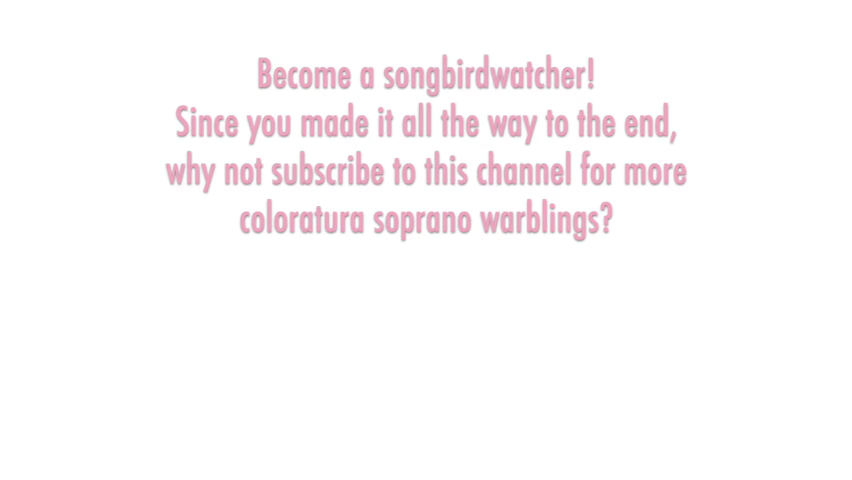 Become a songbirdwatcher!
Since you made it all the way to the end,
why not subscribe to this channel for more
coloratura soprano warblings?